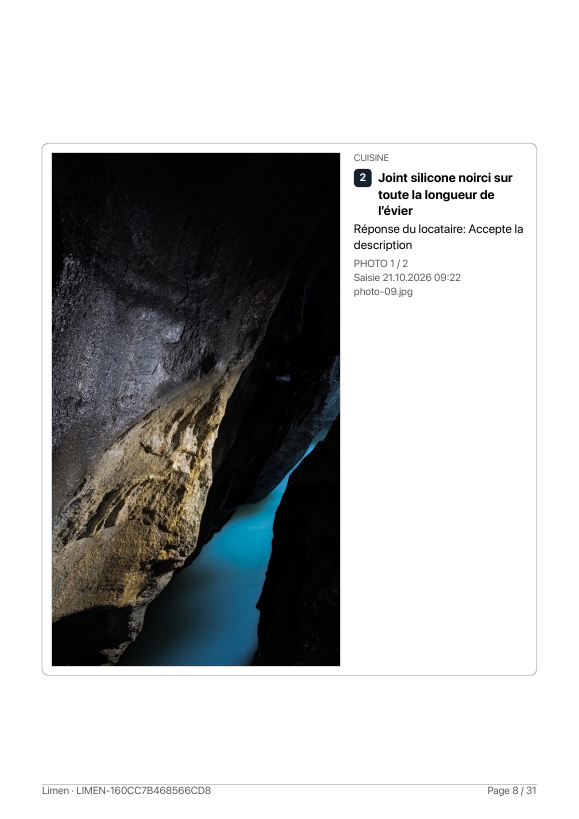 CUISINE
2 Joint silicone noirci sur
toute la longueur de
l'évier
Réponse du locataire: Accepte la
description
PHOTO 1 / 2
Saisie 21.10.2026 09:22
photo-09.jpg
Limen · LIMEN-160CC7B468566CD8
Page 8 / 31